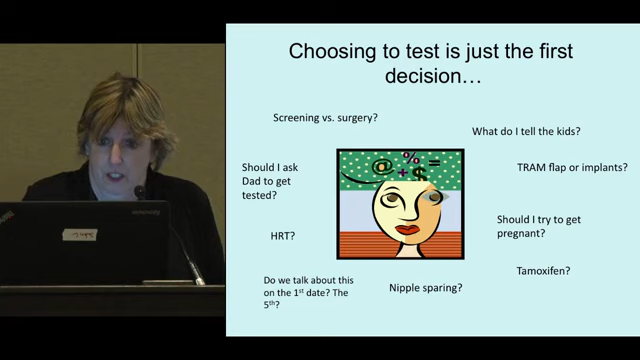 Choosing to test is just the first
decision…
Screening vs. surgery?
What do I tell the kids?
Should I ask
Dad to get
tested?
@ % + $ =
TRAM flap or implants?
Should I try to get
pregnant?
HRT?
Tamoxifen?
Do we talk about this
on the 1st date? The
5th?
Nipple sparing?